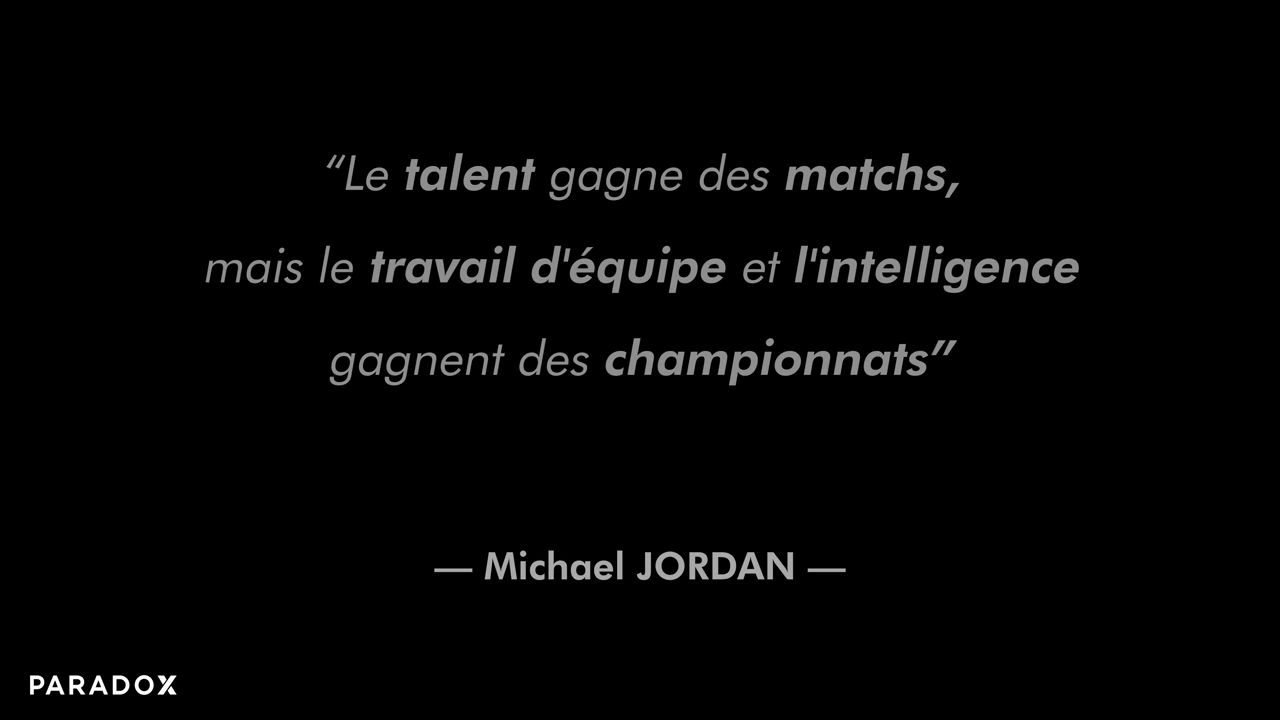 “Le talent gagne des matchs,
mais le travail d'équipe et l'intelligence
gagnent des championnats”
— Michael JORDAN —
PARADOX